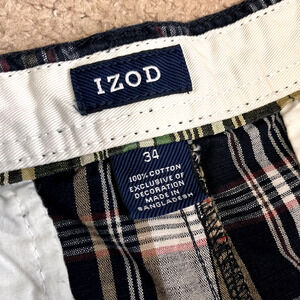 IZOD
34
100% COTTON
EXCLUSIVE OF
DECORATION
MADE IN
BANGLADESH